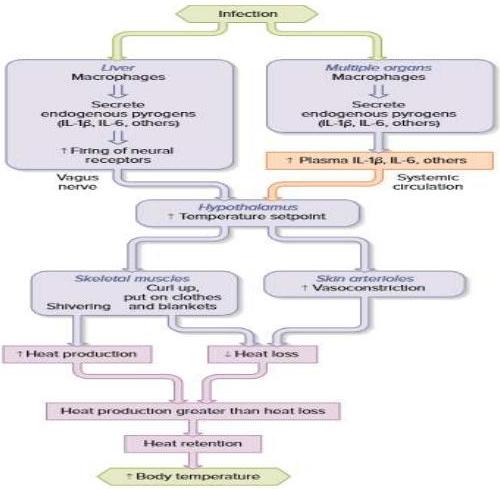 Infection
Liver
Macrophages
Secrete
endogenous pyrogens
(IL-1β, IL-6, others)
↑ Firing of neural
receptors
Multiple organs
Macrophages
Secrete
endogenous pyrogens
(IL-1β, IL-6, others)
↑ Plasma IL-1β, IL-6, others
Vagus
nerve
Systemic
circulation
Hypothalamus
↑ Temperature setpoint
Skeletal muscles
Shivering
Curl up,
put on clothes
and blankets
Skin arterioles
↑ Vasoconstriction
↑ Heat production
↓ Heat loss
Heat production greater than heat loss
Heat retention
↑ Body temperature